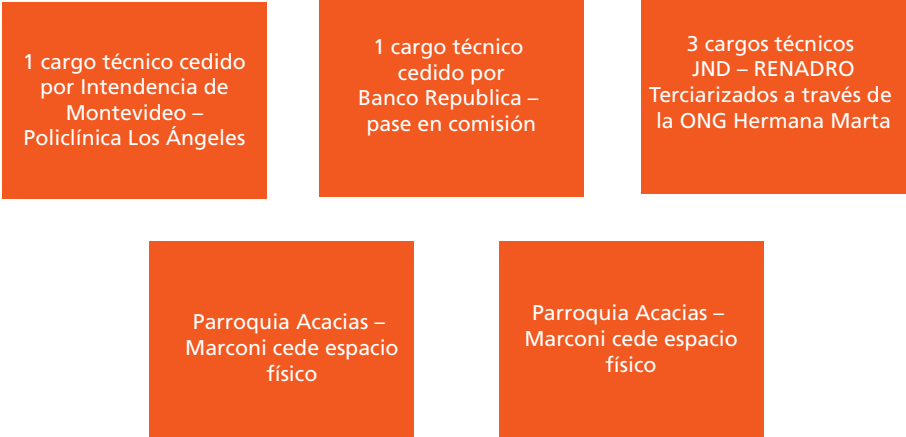 1 cargo técnico cedido
por Intendencia de
Montevideo –
Policlínica Los Ángeles
1 cargo técnico
cedido por
Banco Republica –
pase en comisión
3 cargos técnicos
JND – RENADRO
Terciarizados a través de
la ONG Hermana Marta
Parroquia Acacias –
Marconi cede espacio
físico
Parroquia Acacias –
Marconi cede espacio
físico